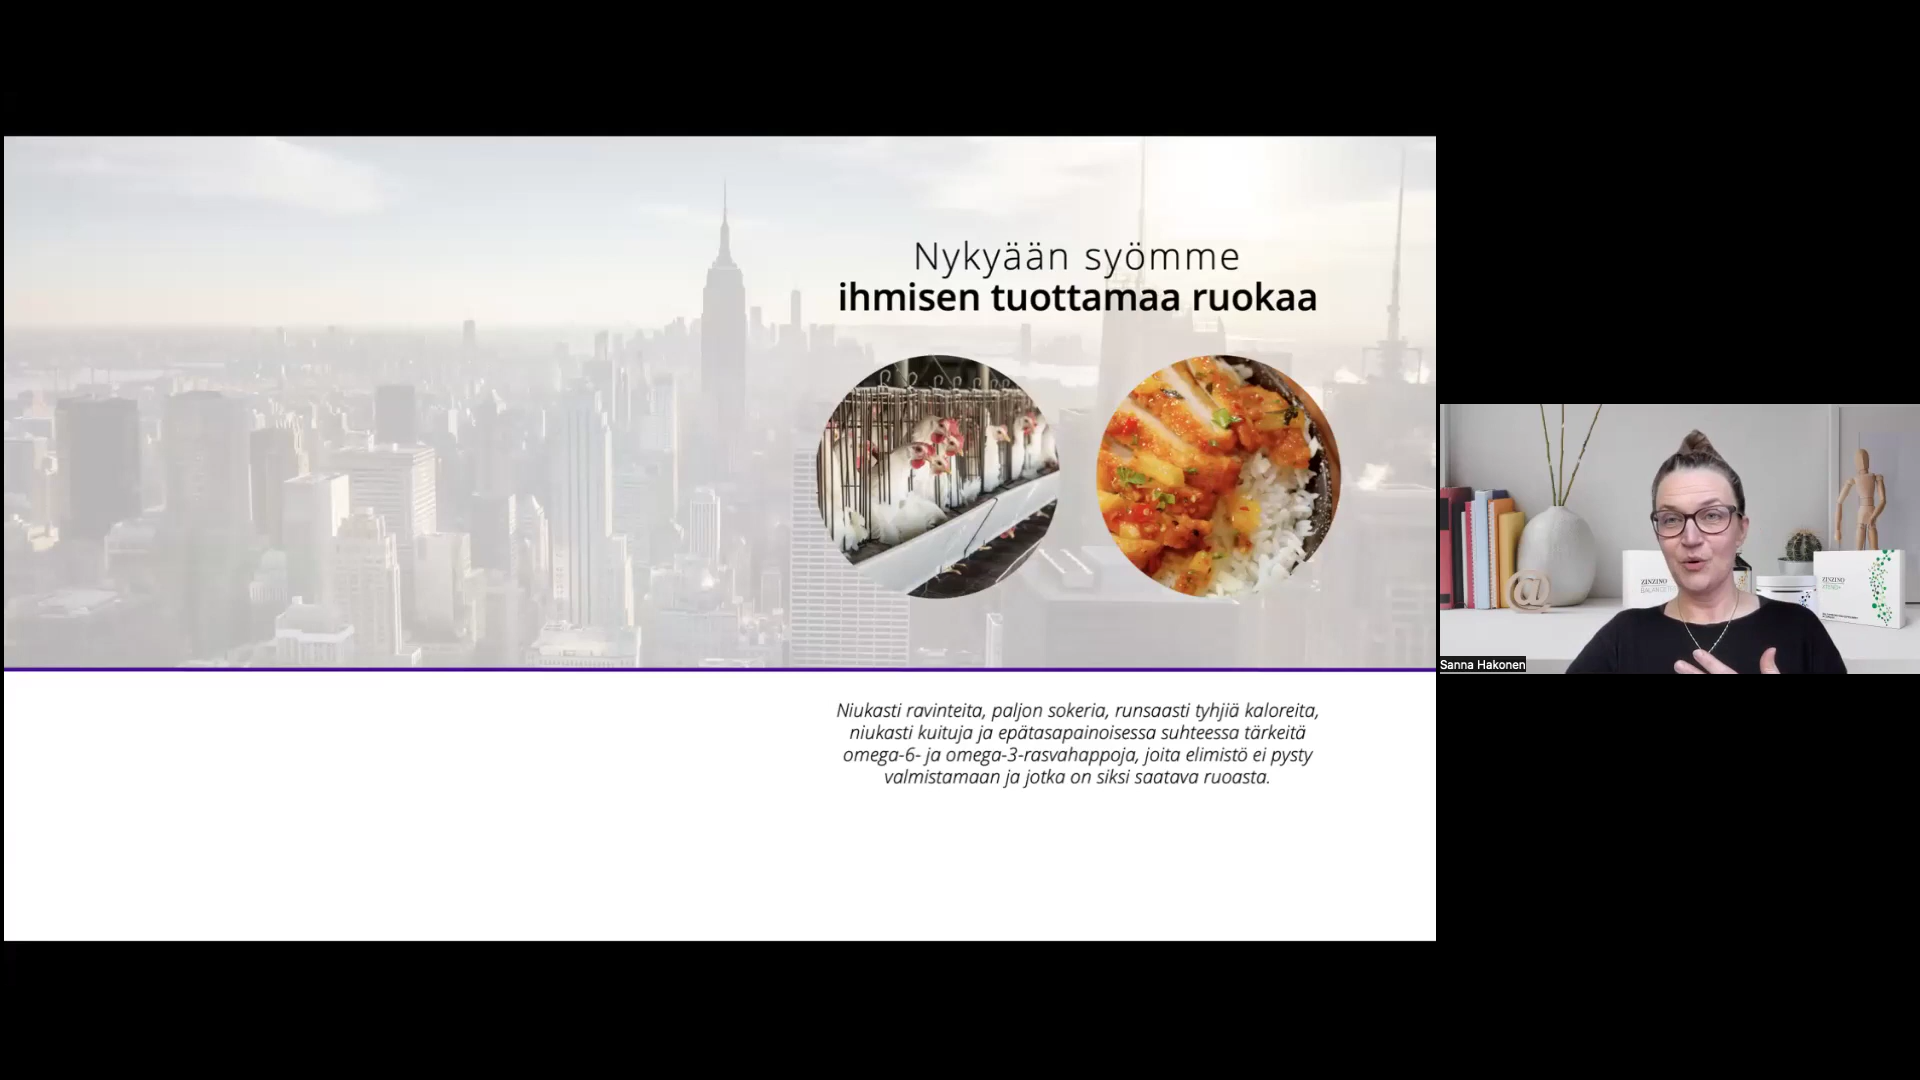 Nykyään syömme
ihmisen tuottamaa ruokaa
Niukasti ravinteita, paljon sokeria, runsaasti tyhjiä kaloreita,
niukasti kuituja ja epätasapainoisessa suhteessa tärkeitä
omega-6- ja omega-3-rasvahappoja, joita elimistö ei pysty
valmistamaan ja jotka on siksi saatava ruoasta.
ZINZINO
ZINZINO
Sanna Hakonen